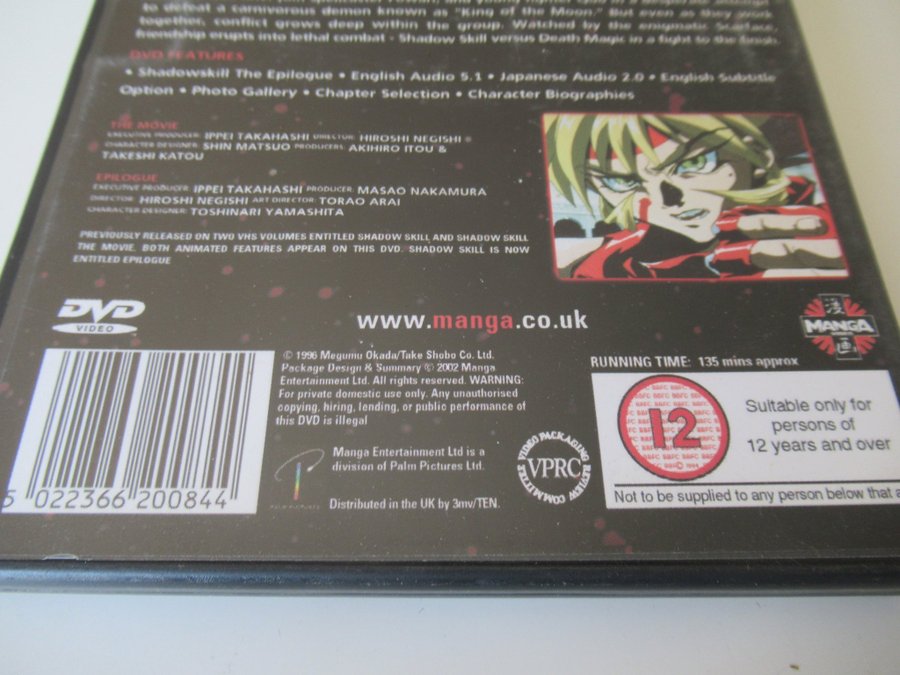 to defeat a cancerous demon known as "King of the Moon." But even as they work
together, conflict grows deep within the group. Watched by the enigmatic Scarface,
friendship erupts into lethal combat - Shadow Skill versus Death Magic in a fight to the finish.
DVD FEATURES
• Shadowskill The Epilogue • English Audio 5.1 • Japanese Audio 2.0 • English Subtitle
Option • Photo Gallery • Chapter Selection • Character Biographies
THE MOVIE
EXECUTIVE PRODUCER: IPPEI TAKAHASHI DIRECTOR: HIROSHI NEGISHI
CHARACTER DESIGNER: SHIN MATSUO PRODUCERS: AKIHIRO ITOU &
TAKESHI KATOU
EPILOGUE
EXECUTIVE PRODUCER: IPPEI TAKAHASHI PRODUCER: MASAO NAKAMURA
DIRECTOR: HIROSHI NEGISHI ART DIRECTOR: TORAO ARAI
CHARACTER DESIGNER: TOSHINARI YAMASHITA
PREVIOUSLY RELEASED ON TWO VHS VOLUMES ENTITLED SHADOW SKILL AND SHADOW SKILL
THE MOVIE. BOTH ANIMATED FEATURES APPEAR ON THIS DVD. SHADOW SKILL IS NOW
ENTITLED EPILOGUE
DVD
VIDEO
www.manga.co.uk
漫
MANGA
画
5 022366 200844
© 1996 Megumu Okada/Take Shobo Co. Ltd.
Package Design & Summary © 2002 Manga
Entertainment Ltd. All rights reserved. WARNING:
For private domestic use only. Any unauthorised
copying, hiring, lending, or public performance of
this DVD is illegal
Manga Entertainment Ltd is a
division of Palm Pictures Ltd.
Distributed in the UK by 3mv/TEN.
VIDEO PACKAGING
VPRC
REVIEW COMMITTEE
RUNNING TIME: 135 mins approx
12
Suitable only for
persons of
12 years and over
Not to be supplied to any person below that a